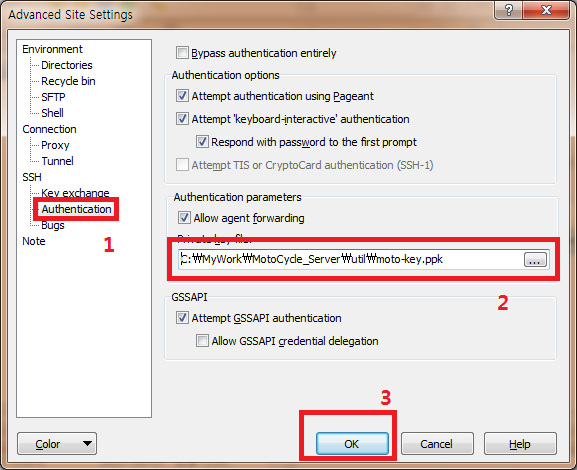 Advanced Site Settings
Environment
Directories
Recycle bin
SFTP
Shell
Connection
Proxy
Tunnel
SSH
Key exchange
Authentication
Bugs
Note
1
Bypass authentication entirely
Authentication options
Attempt authentication using Pageant
Attempt 'keyboard-interactive' authentication
Respond with password to the first prompt
Attempt TIS or CryptoCard authentication (SSH-1)
Authentication parameters
Allow agent forwarding
Private key file:
C:₩MyWork₩MotoCycle_Server₩util₩moto-key.ppk
...
2
GSSAPI
Attempt GSSAPI authentication
Allow GSSAPI credential delegation
3
Color
OK
Cancel
Help